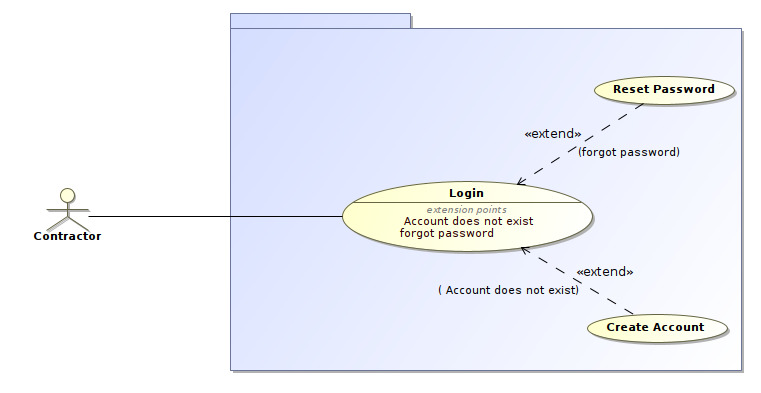 Reset Password
«extend»
(forgot password)
Login
extension points
Account does not exist
forgot password
Contractor
«extend»
( Account does not exist)
Create Account